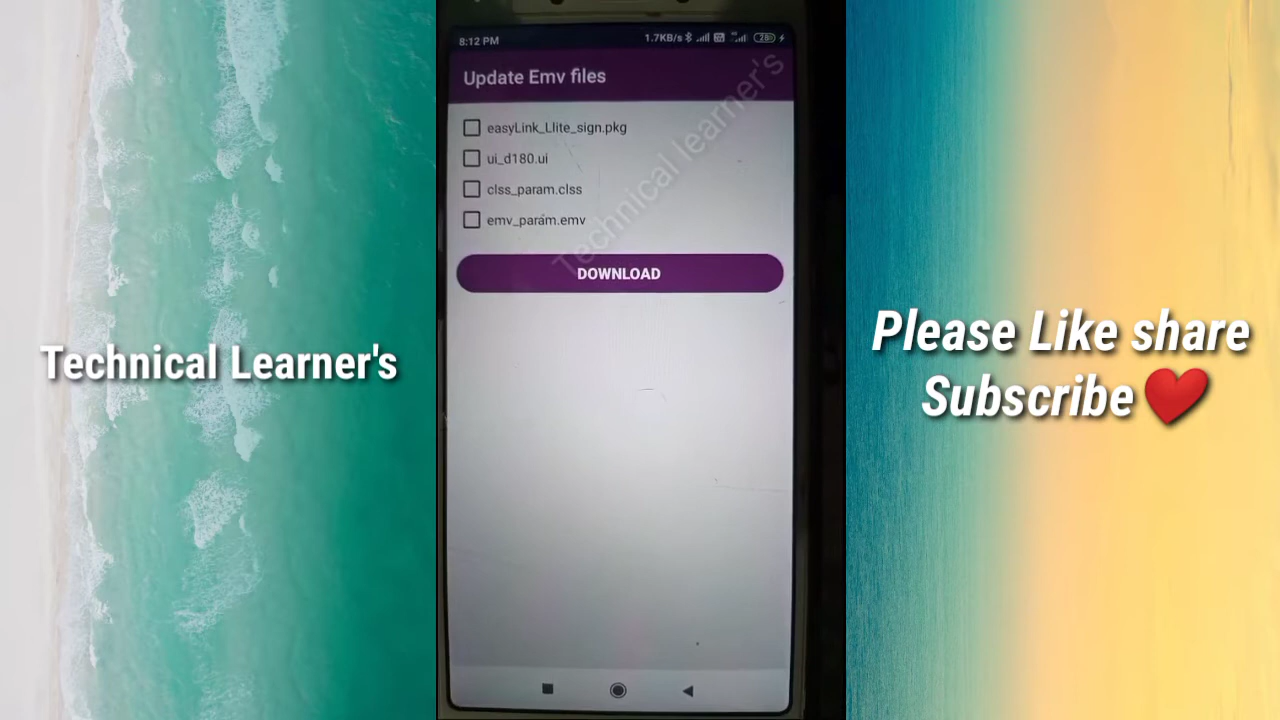 Technical Learner's
8:12 PM
1.7KB/s
28
Update Emv files
easyLink_Llite_sign.pkg
ui_d180.ui
clss_param.clss
emv_param.emv
DOWNLOAD
Technical learner's
Please Like share
Subscribe